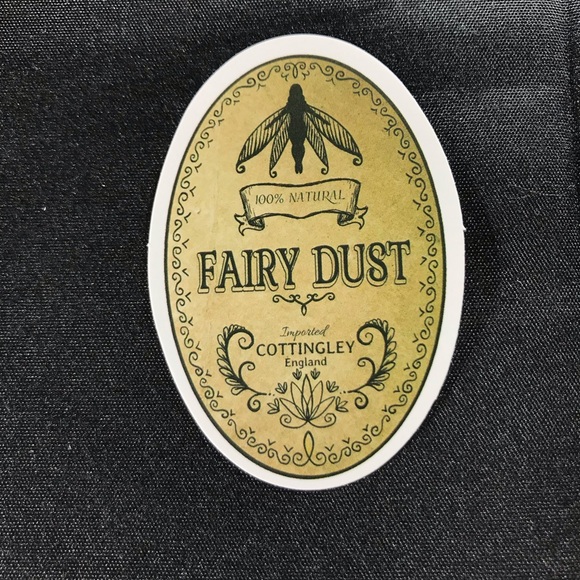 100% NATURAL
FAIRY DUST
Imported
COTTINGLEY
England